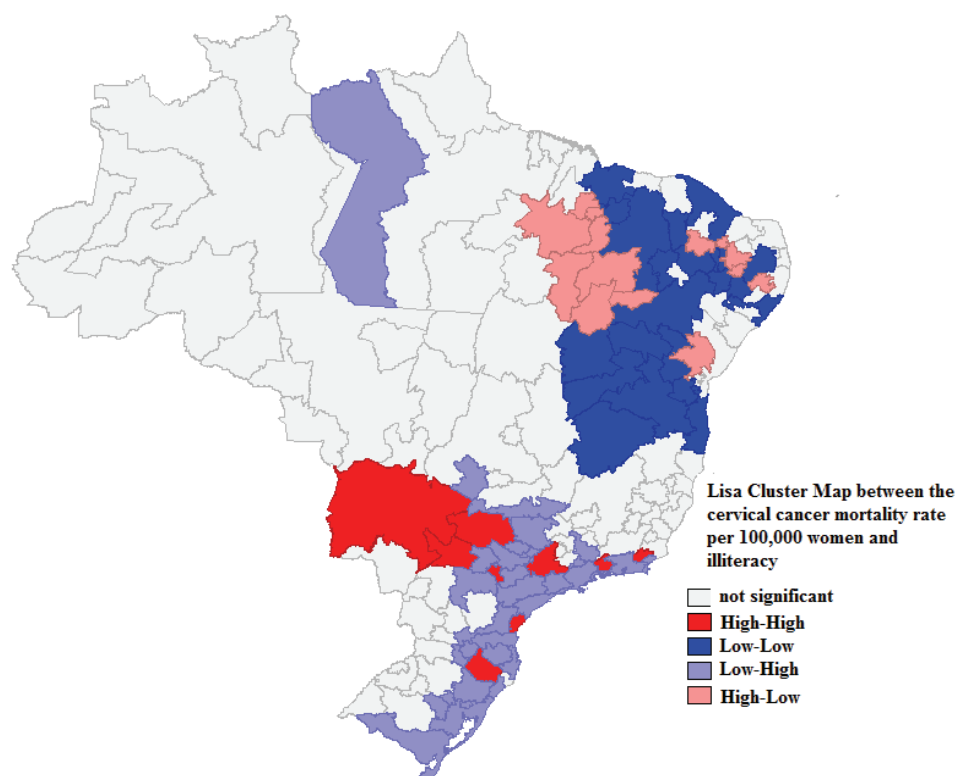 Lisa Cluster Map between the
cervical cancer mortality rate
per 100,000 women and
illiteracy
not significant
High-High
Low-Low
Low-High
High-Low